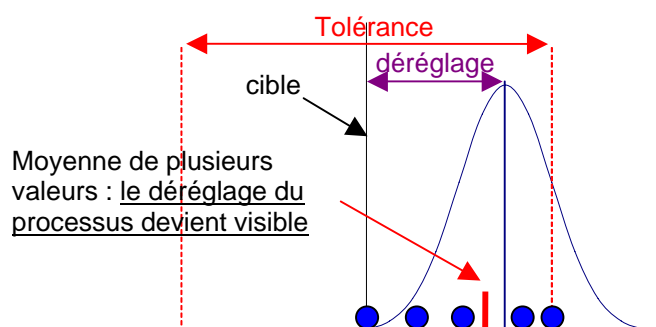 Tolérance
déréglage
cible
Moyenne de plusieurs
valeurs : le déréglage du
processus devient visible